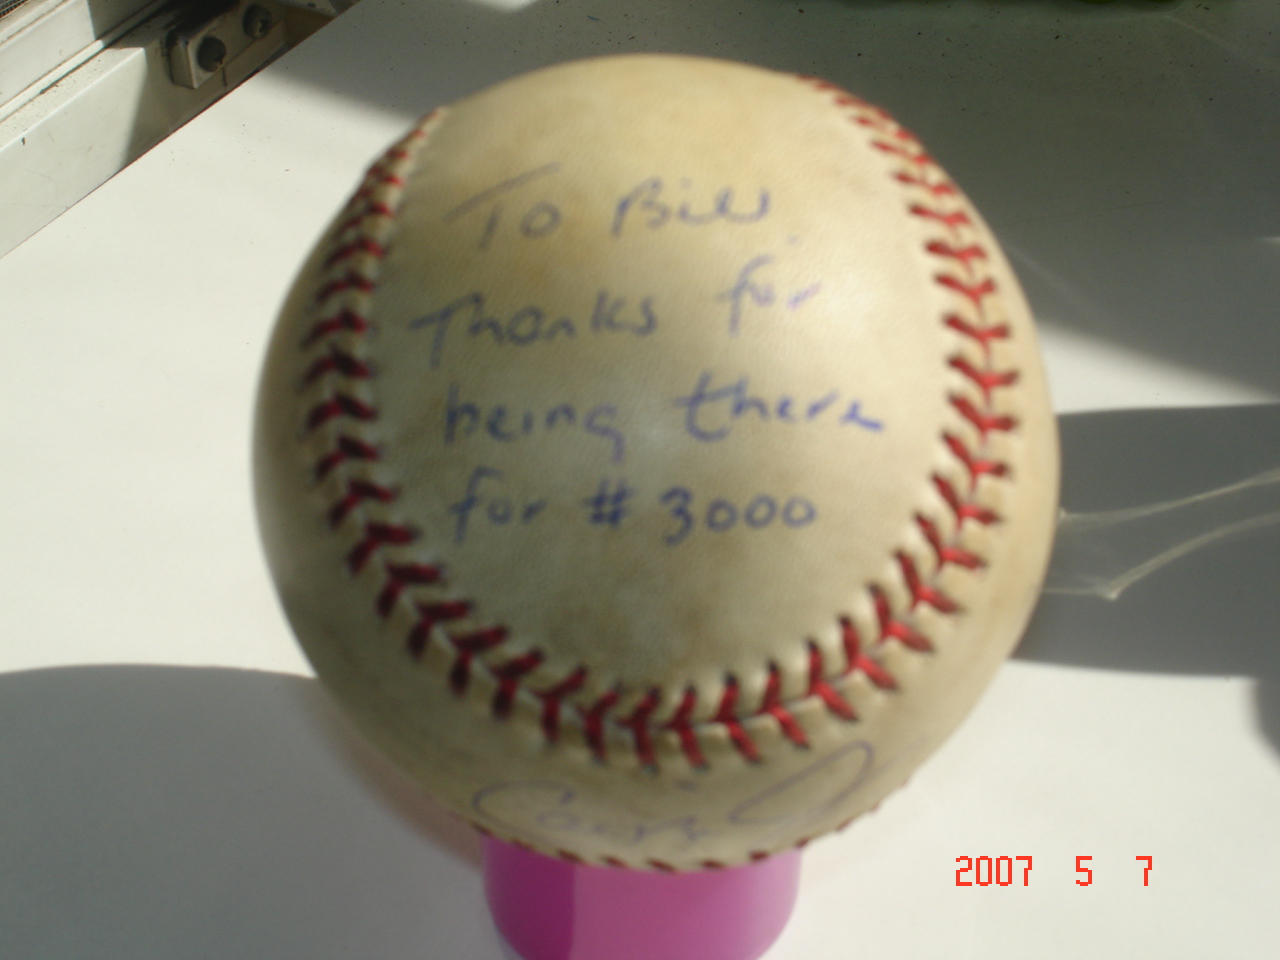 To Bill,
Thanks for
being there
for # 3000
2007 5 7